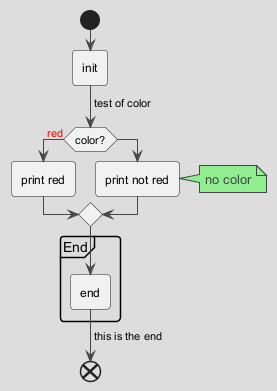 init
test of color
red
color?
print red
print not red
no color
End
end
this is the end